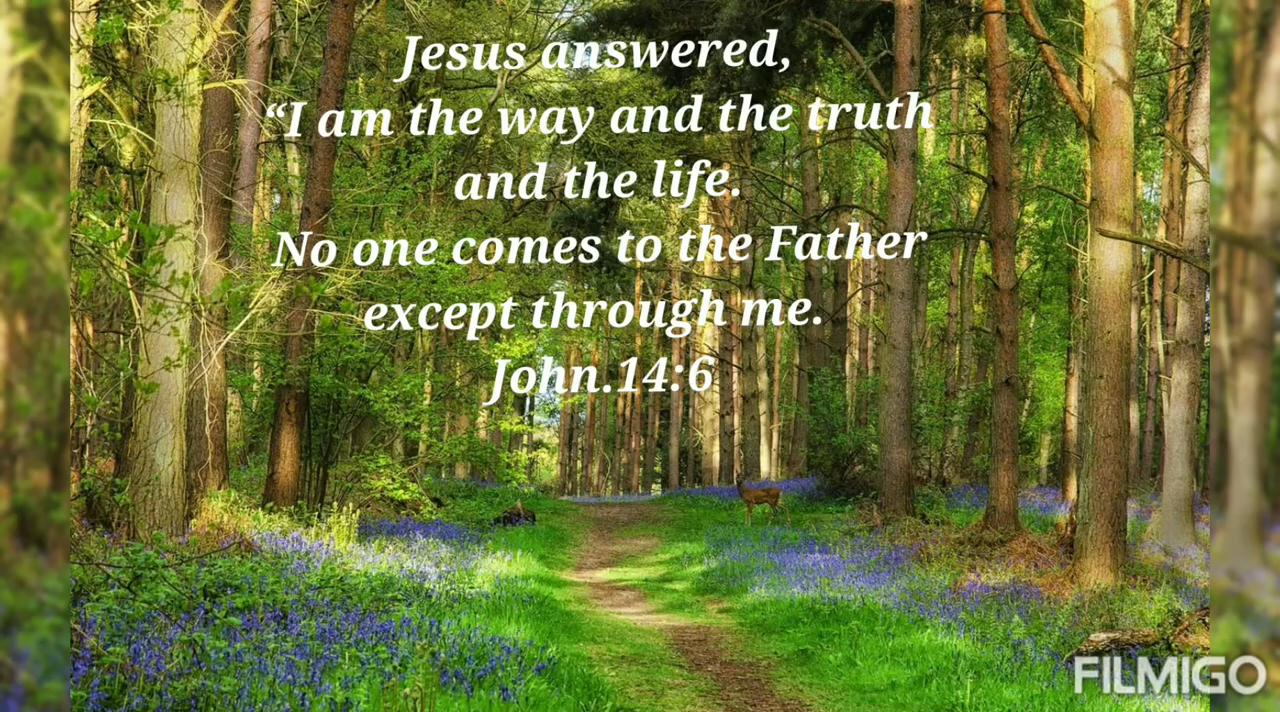 Jesus answered,
“I am the way and the truth
and the life.
No one comes to the Father
except through me.
John.14:6
FILMIGO